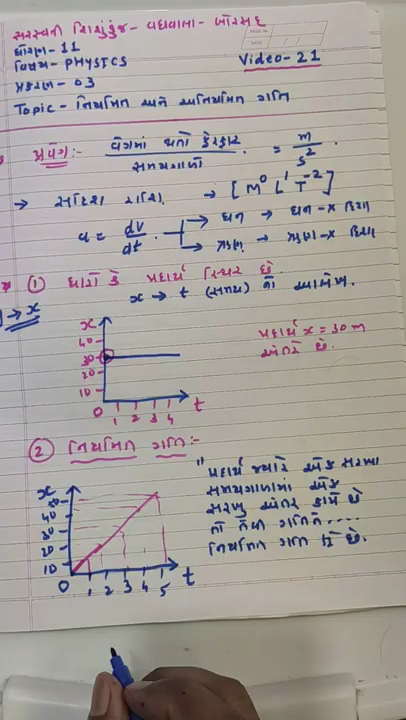 સરસ્વતી શિશુકુંજ - વઘવાલા - બોરસદ
ધોરણ - 11
વિષય - PHYSICS
Video - 21
પ્રકરણ - 03
Topic - નિયમિત અને અનિયમિત ગતિ
પ્રવેગ :- વેગમાં થતો ફેરફાર / સમયગાળો = m/s²
→ સદિશ રાશિ → [M⁰ L¹ T⁻²]
a = dv/dt → ધન → ધન-x દિશા
→ ઋણ → ઋણ-x દિશા
① ધારો કે પદાર્થ સ્થિર છે.
→ x x → t (સમય) નો આલેખ.
x
40
30
20
10
0 1 2 3 4 t
પદાર્થ x = 30 m
અંતરે છે.
② નિયમિત ગતિ :-
x
50
40
30
20
10
0 1 2 3 4 5 t
"પદાર્થ જ્યારે એક સરખા
સમયગાળામાં એક
સરખુ અંતર કાપે છે
તો તેવી ગતિને....
નિયમિત ગતિ કહે છે.